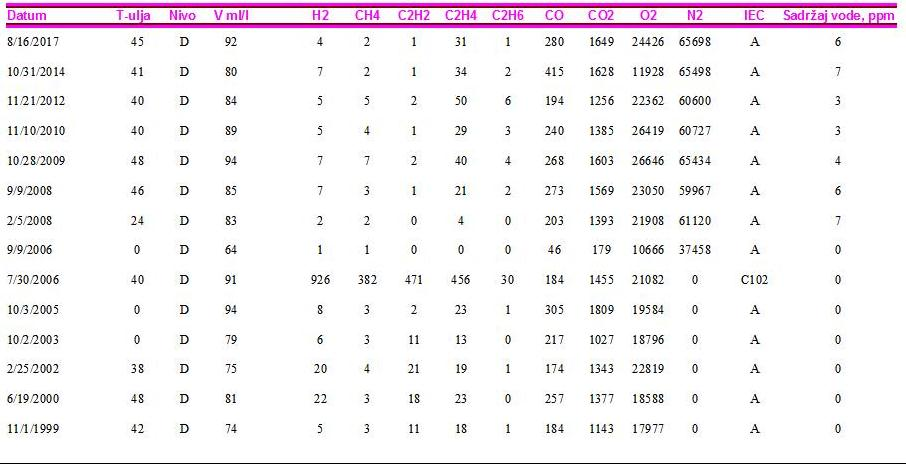 Datum T-ulja Nivo V ml/l H2 CH4 C2H2 C2H4 C2H6 CO CO2 O2 N2 IEC Sadržaj vode, ppm
8/16/2017 45 D 92 4 2 1 31 1 280 1649 24426 65698 A 6
10/31/2014 41 D 80 7 2 1 34 2 415 1628 11928 65498 A 7
11/21/2012 40 D 84 5 5 2 50 6 194 1256 22362 60600 A 3
11/10/2010 40 D 89 5 4 1 29 3 240 1385 26419 60727 A 3
10/28/2009 48 D 94 7 7 2 40 4 268 1603 26646 65434 A 4
9/9/2008 46 D 85 7 3 1 21 2 273 1569 23050 59967 A 6
2/5/2008 24 D 83 2 2 0 4 0 203 1393 21908 61120 A 7
9/9/2006 0 D 64 1 1 0 0 0 46 179 10666 37458 A 0
7/30/2006 40 D 91 926 382 471 456 30 184 1455 21082 0 C102 0
10/3/2005 0 D 94 8 3 2 23 1 305 1809 19584 0 A 0
10/2/2003 0 D 79 6 3 11 13 0 217 1027 18796 0 A 0
2/25/2002 38 D 75 20 4 21 19 1 174 1343 22819 0 A 0
6/19/2000 48 D 81 22 3 18 23 0 257 1377 18588 0 A 0
11/1/1999 42 D 74 5 3 11 18 1 184 1143 17977 0 A 0